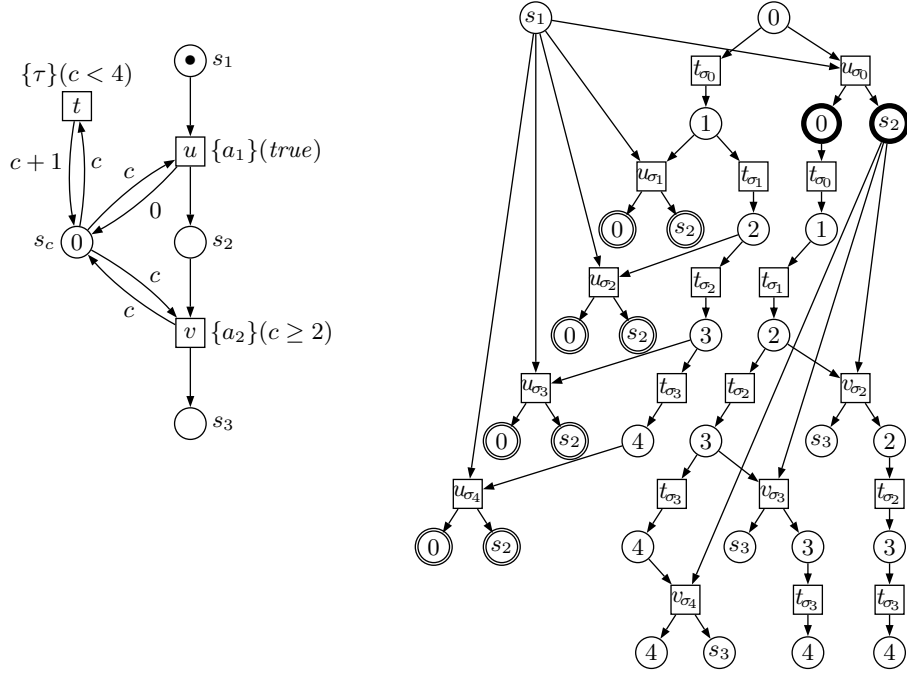 s₁
{τ}(c < 4)
t
c + 1
c
c
u
{a₁}(true)
0
s_c
0
s₂
c
c
v
{a₂}(c ≥ 2)
s₃
s₁
0
t_σ₀
u_σ₀
1
0
s₂
u_σ₁
t_σ₁
t_σ₀
0
s₂
2
1
u_σ₂
t_σ₂
t_σ₁
0
s₂
3
2
u_σ₃
t_σ₃
t_σ₂
v_σ₂
0
s₂
4
3
s₃
2
u_σ₄
t_σ₃
v_σ₃
t_σ₂
0
s₂
4
s₃
3
3
v_σ₄
t_σ₃
t_σ₃
4
s₃
4
4